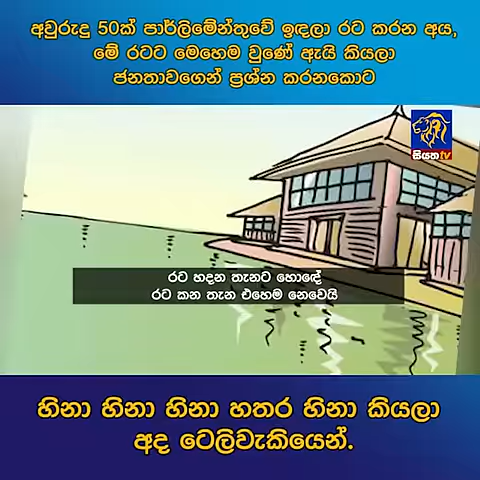 අවුරුදු 50ක් පාර්ලිමේන්තුවේ ඉඳලා රට කරන අය,
මේ රටට මෙහෙම වුණේ ඇයි කියලා
ජනතාවගෙන් ප්‍රශ්න කරනකොට
සියත tv
රට හදන තැනට හොඳේ
රට කන තැන එහෙම නෙවෙයි
හිනා හිනා හිනා හතර හිනා කියලා
අද ටෙලිවැකියෙන්.